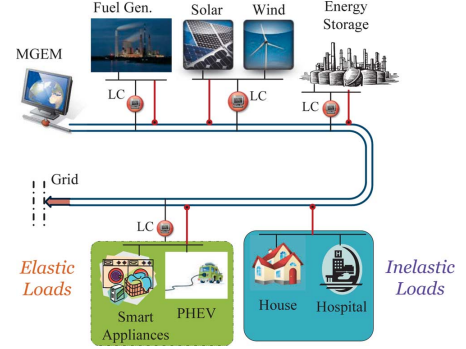 Fuel Gen.
Solar
Wind
Energy
Storage
MGEM
LC
LC
LC
Grid
LC
Elastic
Loads
Smart
Appliances
PHEV
House
Hospital
Inelastic
Loads